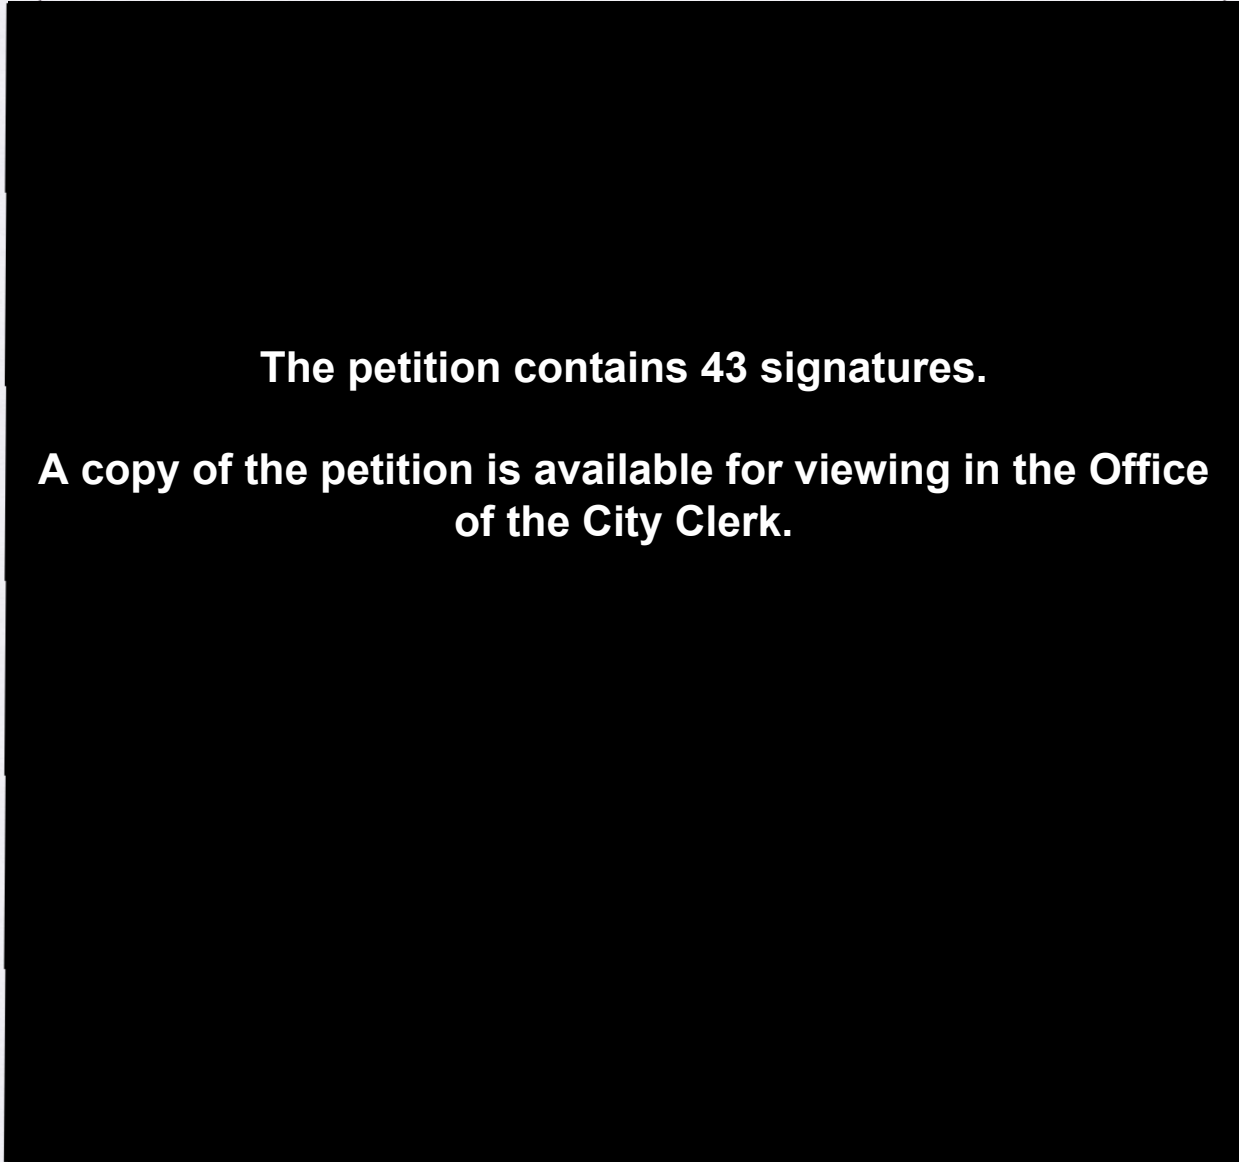 The petition contains 43 signatures.
A copy of the petition is available for viewing in the Office
of the City Clerk.